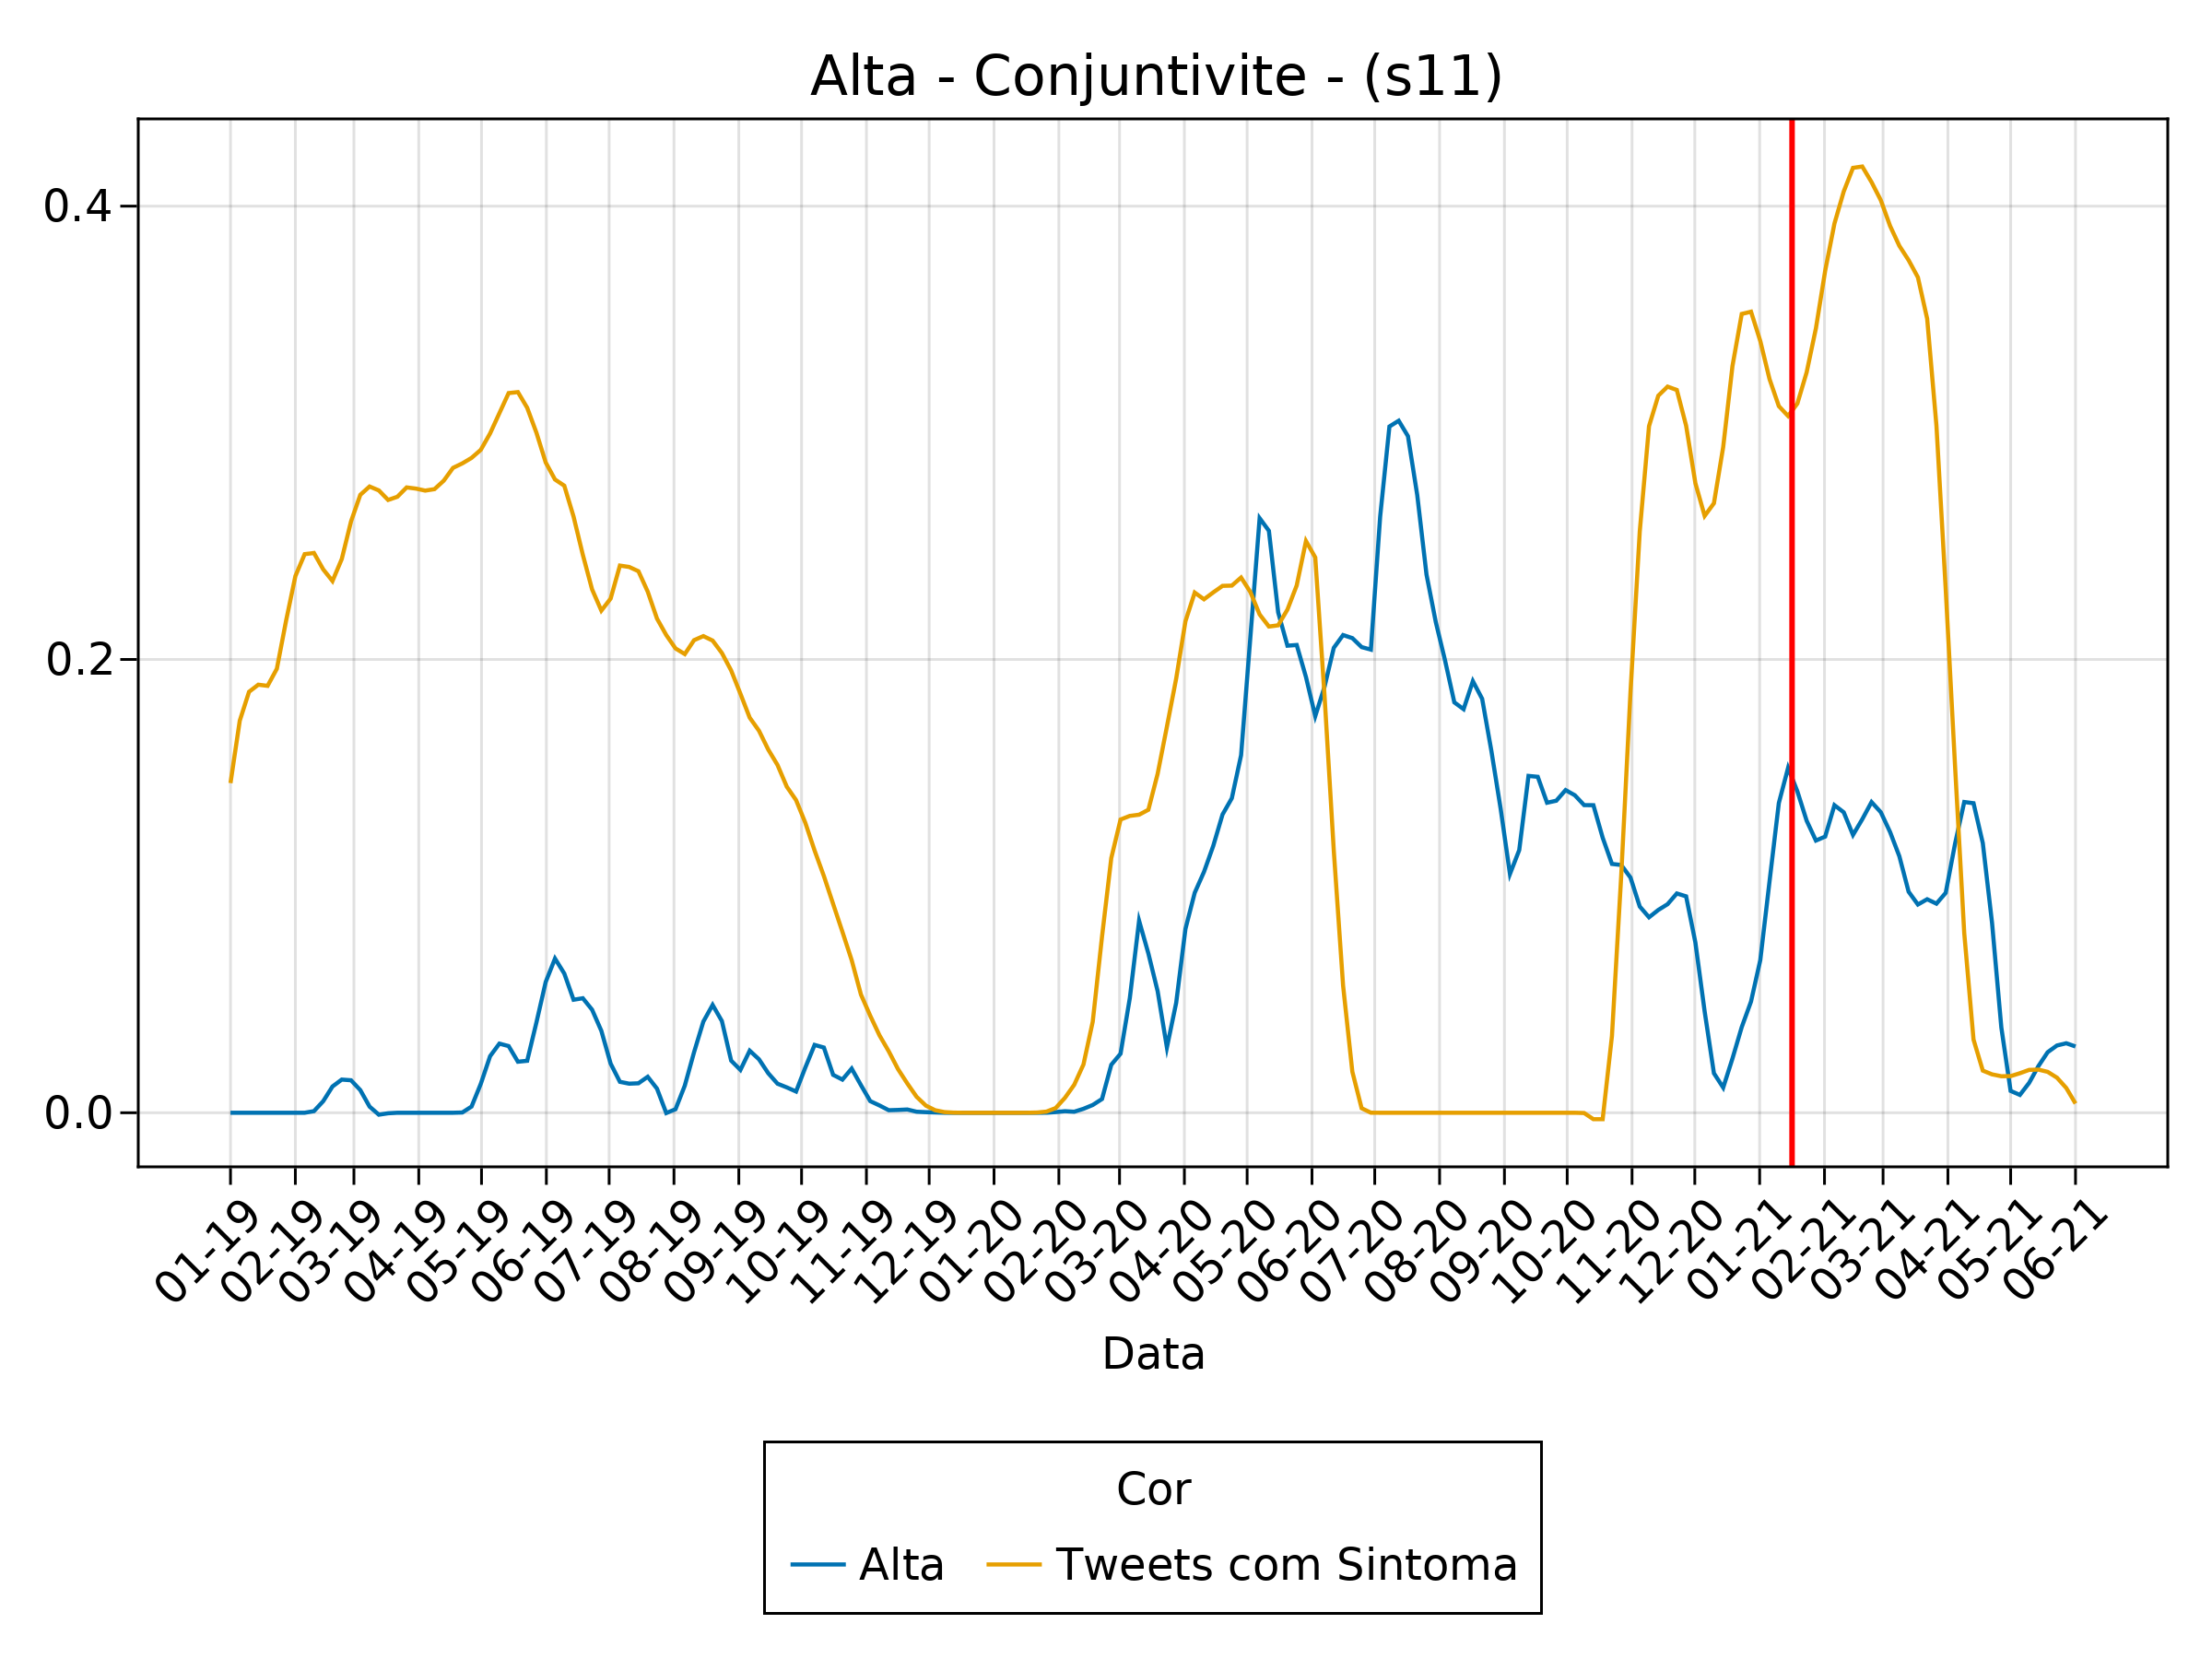 Alta - Conjuntivite - (s11)
0.4
0.2
0.0
01-19 02-19 03-19 04-19 05-19 06-19 07-19 08-19 09-19 10-19 11-19 12-19 01-20 02-20 03-20 04-20 05-20 06-20 07-20 08-20 09-20 10-20 11-20 12-20 01-21 02-21 03-21 04-21 05-21 06-21
Data
Cor
Alta Tweets com Sintoma